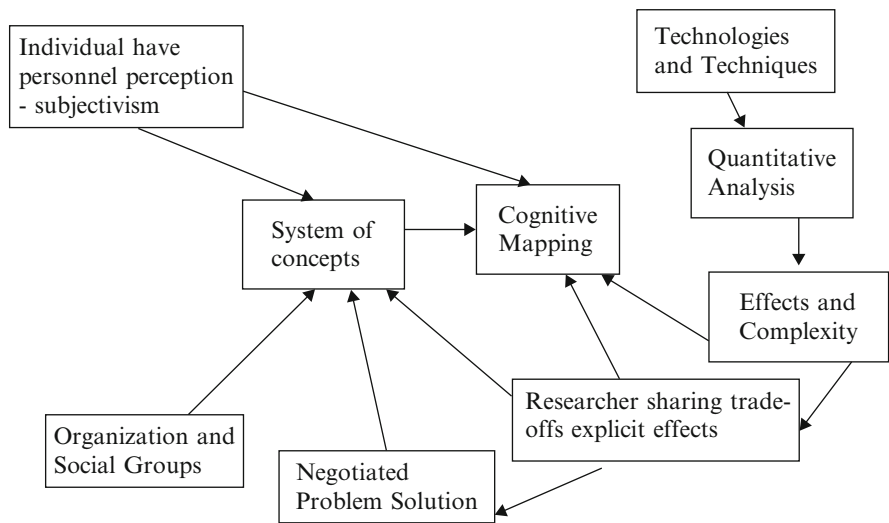 Individual have
personnel perception
- subjectivism
Technologies
and Techniques
Quantitative
Analysis
System of
concepts
Cognitive
Mapping
Effects and
Complexity
Researcher sharing trade-
offs explicit effects
Organization and
Social Groups
Negotiated
Problem Solution